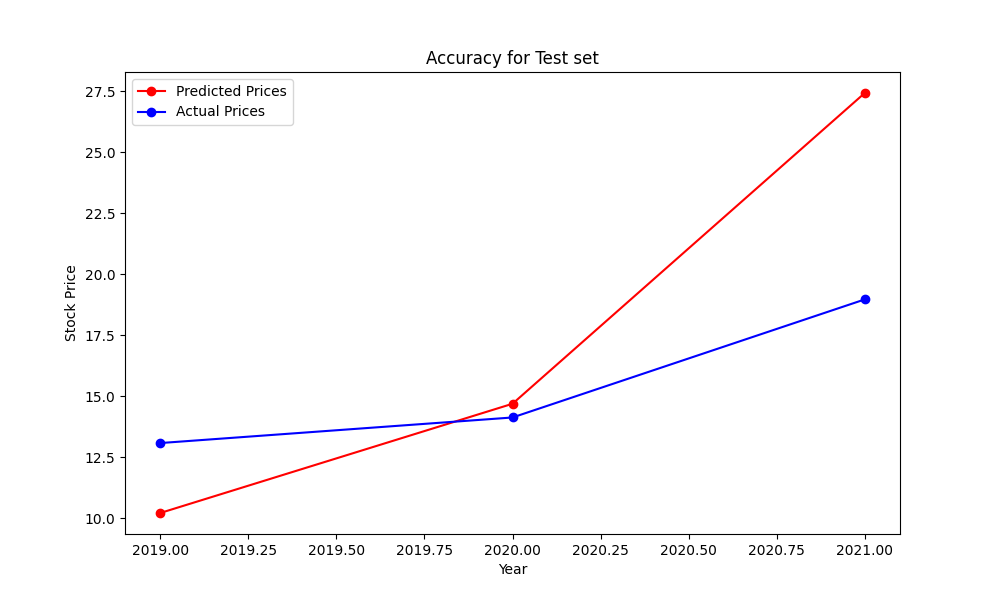 Accuracy for Test set
Predicted Prices
Actual Prices
27.5
25.0
22.5
20.0
17.5
15.0
12.5
10.0
Stock Price
2019.00 2019.25 2019.50 2019.75 2020.00 2020.25 2020.50 2020.75 2021.00
Year